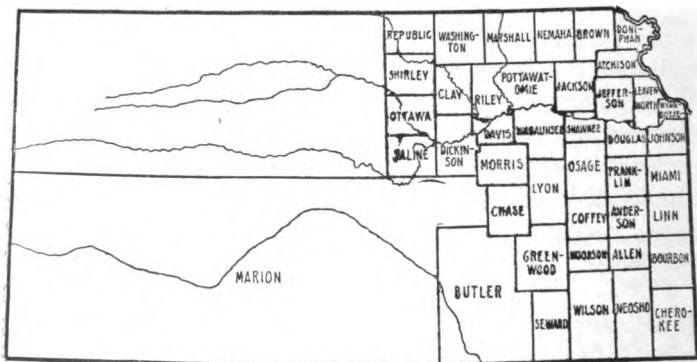 REPUBLIC
WASHING-
TON
MARSHALL
NEMAHA
BROWN
DONI-
PHAN
ATCHISON
SHIRLEY
CLAY
RILEY
POTTAWAT-
OMIE
JACKSON
JEFFER-
SON
LEAVEN-
WORTH
WYAN-
DOTTE
OTTAWA
SALINE
DICKIN-
SON
DAVIS
WABAUNSEE
SHAWNEE
DOUGLAS
JOHNSON
MORRIS
LYON
OSAGE
FRANK-
LIN
MIAMI
CHASE
COFFEY
ANDER-
SON
LINN
MARION
BUTLER
GREEN-
WOOD
WOODSON
ALLEN
BOURBON
SEWARD
WILSON
NEOSHO
CHERO-
KEE